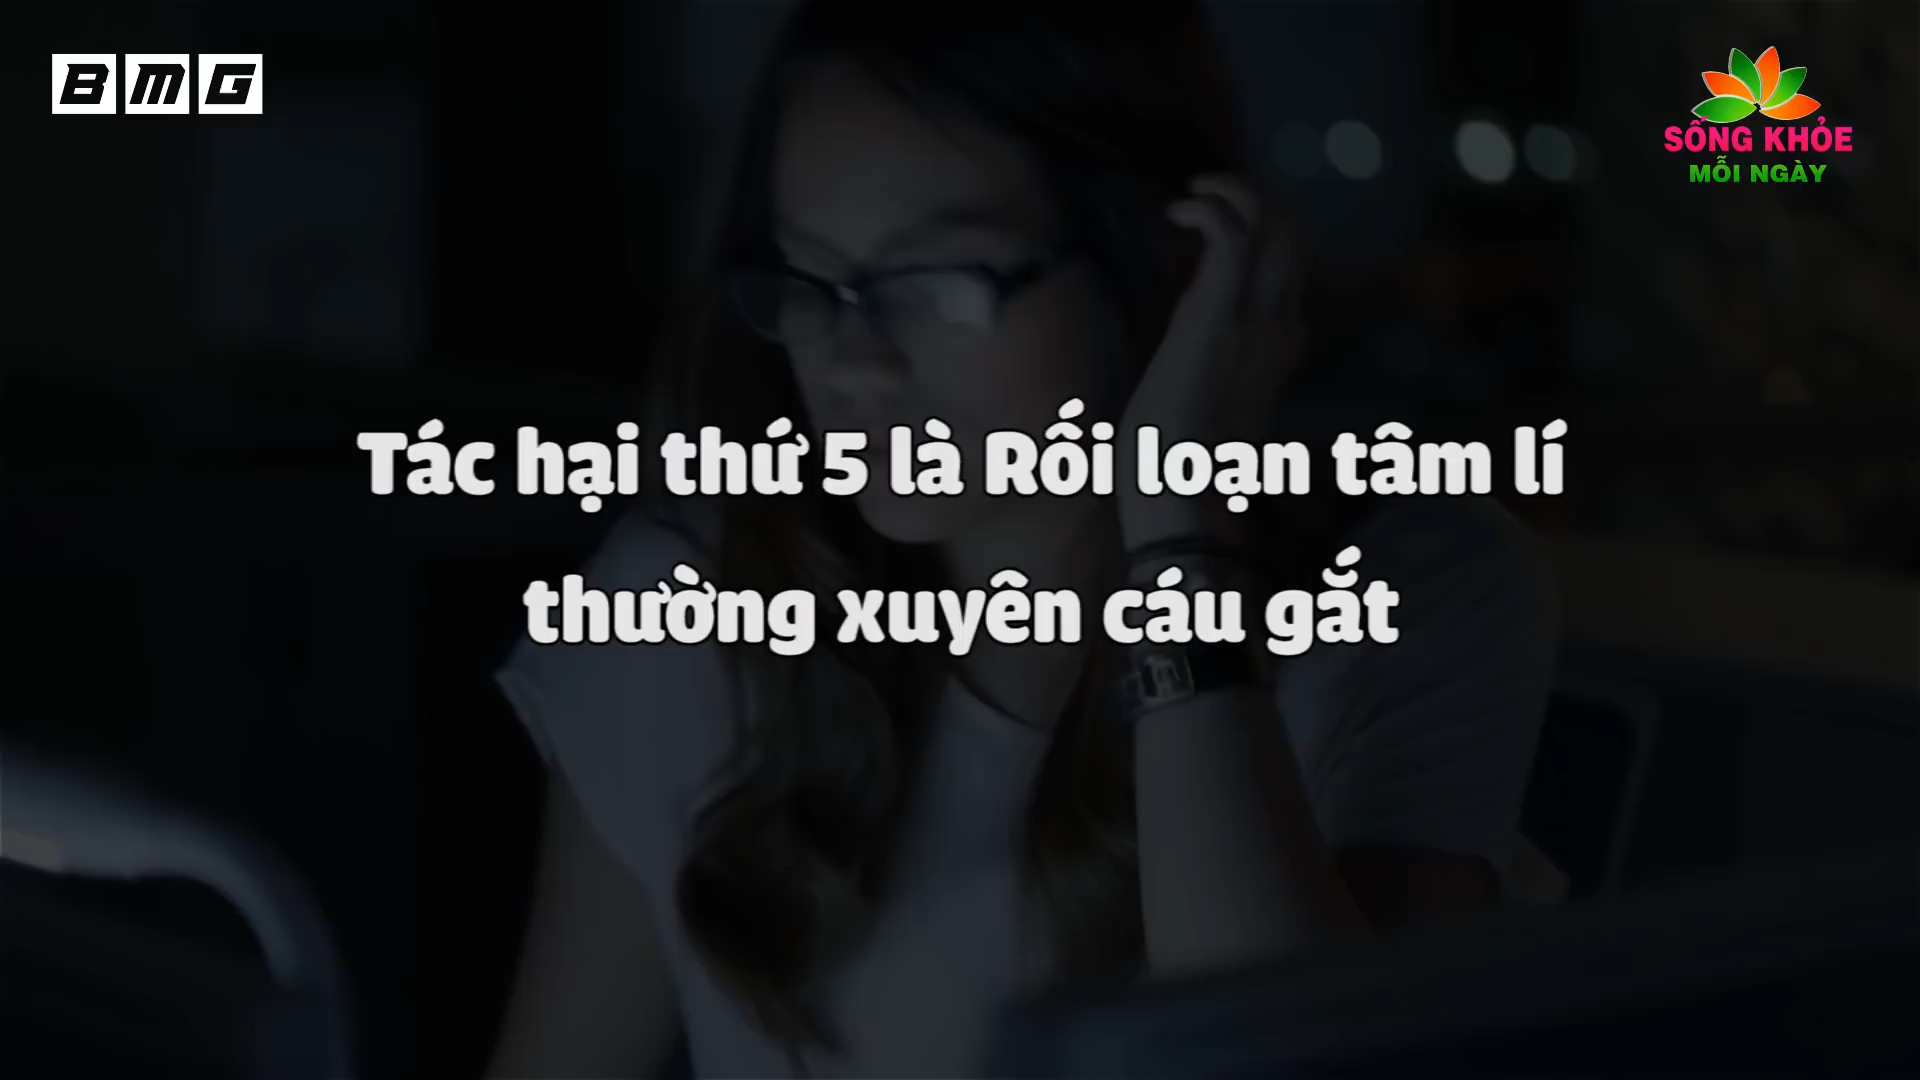 BMG
SỐNG KHỎE
MỖI NGÀY
Tác hại thứ 5 là Rối loạn tâm lí
thường xuyên cáu gắt